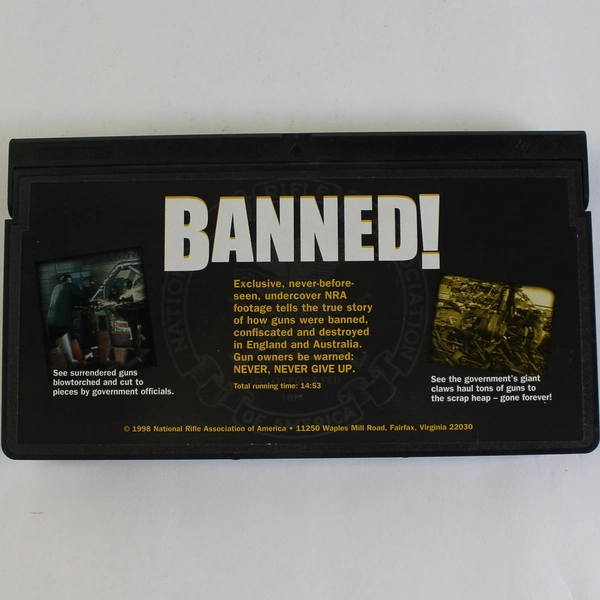 BANNED!
Exclusive, never-before-
seen, undercover NRA
footage tells the true story
of how guns were banned,
confiscated and destroyed
in England and Australia.
Gun owners be warned:
NEVER, NEVER GIVE UP.
Total running time: 14:53
See surrendered guns
blowtorched and cut to
pieces by government officials.
See the government's giant
claws haul tons of guns to
the scrap heap – gone forever!
© 1998 National Rifle Association of America • 11250 Waples Mill Road, Fairfax, Virginia 22030
RIFLE
OF AMERICA